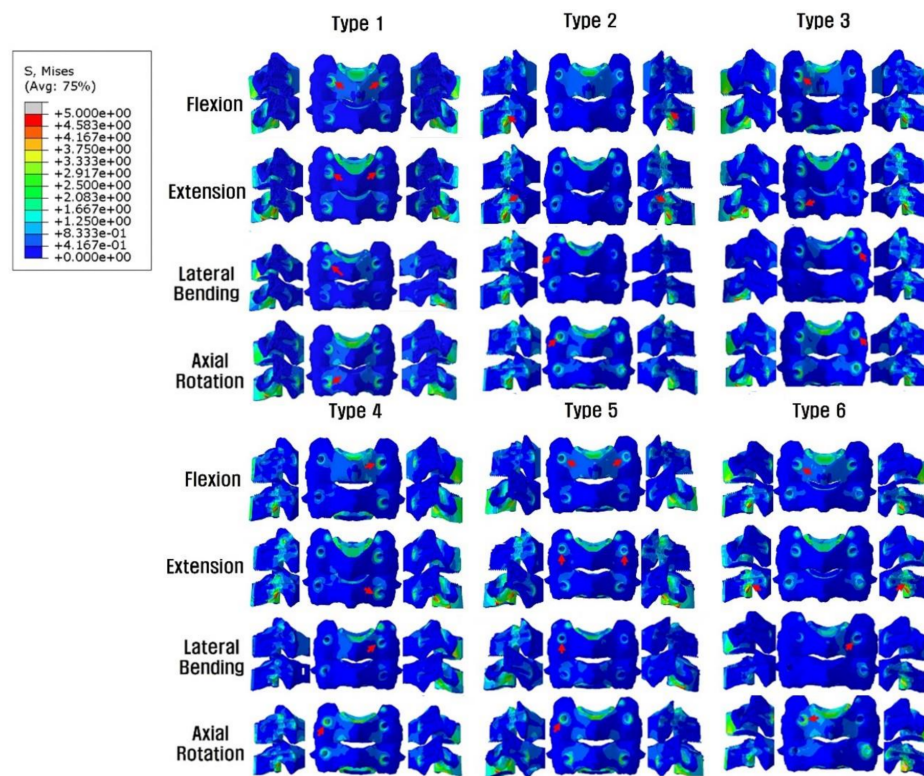 Type 1
Type 2
Type 3
S, Mises
(Avg: 75%)
+5.000e+00
+4.583e+00
+4.167e+00
+3.750e+00
+3.333e+00
+2.917e+00
+2.500e+00
+2.083e+00
+1.667e+00
+1.250e+00
+8.333e-01
+4.167e-01
+0.000e+00
Flexion
Extension
Lateral
Bending
Axial
Rotation
Type 4
Type 5
Type 6
Flexion
Extension
Lateral
Bending
Axial
Rotation